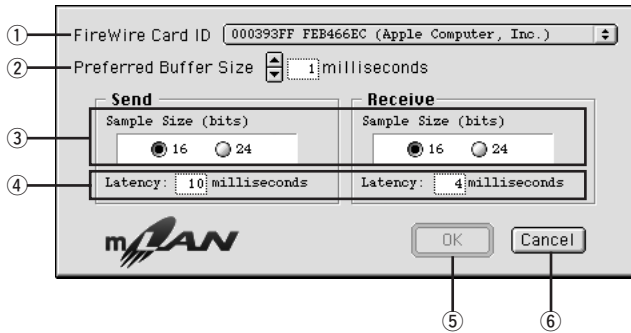 ① FireWire Card ID 000393FF FEB466EC (Apple Computer, Inc.)
② Preferred Buffer Size 1 milliseconds
Send Receive
③ Sample Size (bits) Sample Size (bits)
16 24 16 24
④ Latency: 10 milliseconds Latency: 4 milliseconds
mLAN OK Cancel
⑤ ⑥